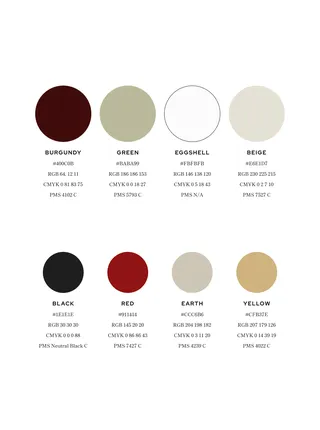 BURGUNDY
#400C0B
RGB 64, 12 11
CMYK 0 81 83 75
PMS 4102 C
GREEN
#BABA99
RGB 186 186 153
CMYK 0 0 18 27
PMS 5793 C
EGGSHELL
#FBFBFB
RGB 146 138 120
CMYK 0 5 18 43
PMS N/A
BEIGE
RGB 230 225 215
CMYK 0 2 7 10
PMS 7527 C
BLACK
#1E1E1E
RGB 30 30 30
CMYK 0 0 0 88
PMS Neutral Black C
RED
#911414
RGB 145 20 20
CMYK 0 86 86 43
PMS 7427 C
EARTH
#CCC6B6
RGB 204 198 182
CMYK 0 3 11 20
PMS 4239 C
YELLOW
#CFB37E
RGB 207 179 126
CMYK 0 14 39 19
PMS 4022 C